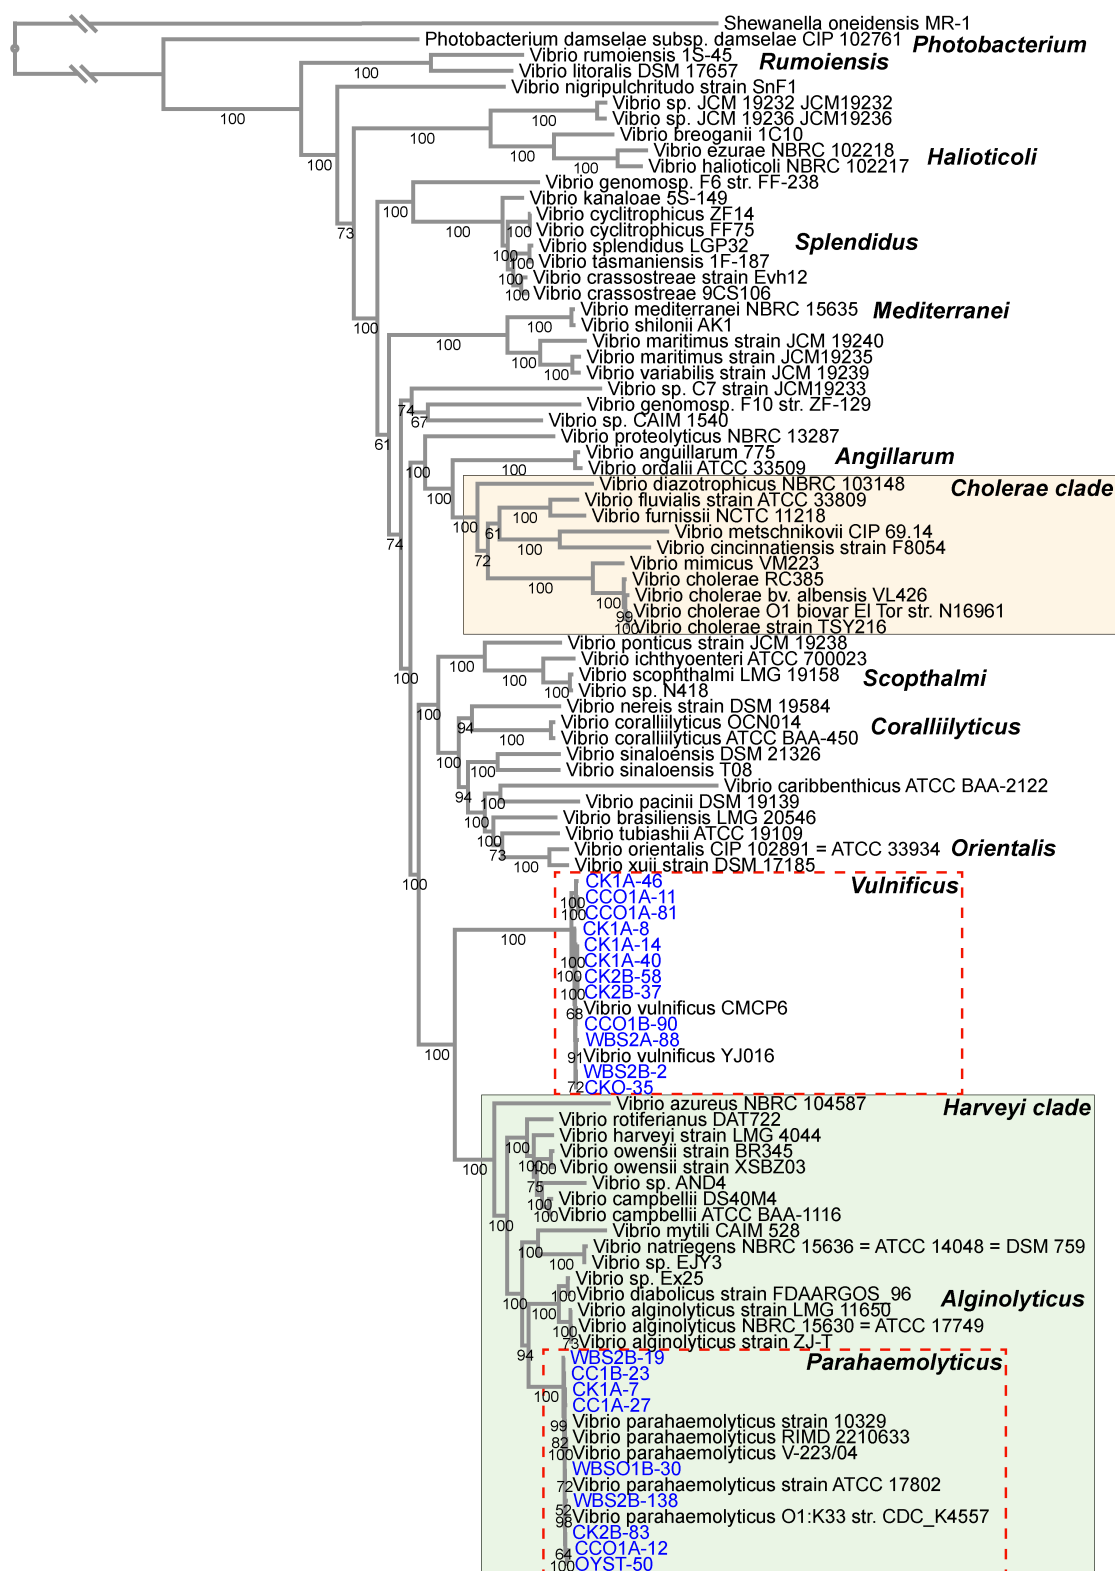 Shewanella oneidensis MR-1
Photobacterium damselae subsp. damselae CIP 102761
Photobacterium
Vibrio rumoiensis 1S-45
Rumoiensis
100
Vibrio litoralis DSM 17657
Vibrio nigripulchritudo strain SnF1
Vibrio sp. JCM 19232 JCM19232
100
100
Vibrio sp. JCM 19236 JCM19236
100
Vibrio breoganii 1C10
100
Vibrio ezurae NBRC 102218
Halioticoli
100
100
Vibrio halioticoli NBRC 102217
Vibrio genomosp. F6 str. FF-238
Vibrio kanaloae 5S-149
100
Vibrio cyclitrophicus ZF14
100
100
Vibrio cyclitrophicus FF75
73
Vibrio splendidus LGP32
Splendidus
100
Vibrio tasmaniensis 1F-187
100
Vibrio crassostreae strain Evh12
100
Vibrio crassostreae 9CS106
100
Vibrio mediterranei NBRC 15635
Mediterranei
100
100
Vibrio shilonii AK1
Vibrio maritimus strain JCM 19240
100
Vibrio maritimus strain JCM19235
100
Vibrio variabilis strain JCM 19239
100
Vibrio sp. C7 strain JCM19233
Vibrio genomosp. F10 str. ZF-129
74
Vibrio sp. CAIM 1540
67
Vibrio proteolyticus NBRC 13287
61
Vibrio anguillarum 775
Angillarum
Vibrio ordalii ATCC 33509
100
100
Vibrio diazotrophicus NBRC 103148
Cholerae clade
Vibrio fluvialis strain ATCC 33809
100
Vibrio furnissii NCTC 11218
100
100
Vibrio metschnikovii CIP 69.14
61
Vibrio cincinnatiensis strain F8054
100
74
Vibrio mimicus VM223
72
Vibrio cholerae RC385
100
Vibrio cholerae bv. albensis VL426
100
Vibrio cholerae O1 biovar El Tor str. N16961
99
Vibrio cholerae strain TSY216
100
Vibrio ponticus strain JCM 19238
Vibrio ichthyoenteri ATCC 700023
100
Vibrio scophthalmi LMG 19158
Scopthalmi
100
100
Vibrio sp. N418
100
Vibrio nereis strain DSM 19584
100
Vibrio coralliilyticus OCN014
Coralliilyticus
94
Vibrio coralliilyticus ATCC BAA-450
100
Vibrio sinaloensis DSM 21326
100
Vibrio sinaloensis T08
100
Vibrio caribbenthicus ATCC BAA-2122
94
Vibrio pacinii DSM 19139
100
Vibrio brasiliensis LMG 20546
100
Vibrio tubiashii ATCC 19109
100
Vibrio orientalis CIP 102891 = ATCC 33934
Orientalis
73
Vibrio xuii strain DSM 17185
100
CK1A-46
Vulnificus
100
CCO1A-11
100
CCO1A-81
100
CK1A-8
100
CK1A-14
CK1A-40
100
CK2B-58
100
CK2B-37
100
Vibrio vulnificus CMCP6
68
CCO1B-90
WBS2A-88
100
Vibrio vulnificus YJ016
91
WBS2B-2
CKO-35
72
Vibrio azureus NBRC 104587
Harveyi clade
Vibrio rotiferianus DAT722
Vibrio harveyi strain LMG 4044
100
Vibrio owensii strain BR345
Vibrio owensii strain XSBZ03
100
100
100
Vibrio sp. AND4
75
Vibrio campbellii DS40M4
100
Vibrio campbellii ATCC BAA-1116
100
100
Vibrio mytili CAIM 528
Vibrio natriegens NBRC 15636 = ATCC 14048 = DSM 759
100
Vibrio sp. EJY3
100
Vibrio sp. Ex25
Vibrio diabolicus strain FDAARGOS_96
100
Alginolyticus
100
Vibrio alginolyticus strain LMG 11650
100
Vibrio alginolyticus NBRC 15630 = ATCC 17749
100
Vibrio alginolyticus strain ZJ-T
73
94
WBS2B-19
Parahaemolyticus
CC1B-23
CK1A-7
100
CC1A-27
Vibrio parahaemolyticus strain 10329
99
Vibrio parahaemolyticus RIMD 2210633
82
Vibrio parahaemolyticus V-223/04
100
WBSO1B-30
Vibrio parahaemolyticus strain ATCC 17802
72
WBS2B-138
52
Vibrio parahaemolyticus O1:K33 str. CDC_K4557
98
CK2B-83
CCO1A-12
64
OYST-50
100